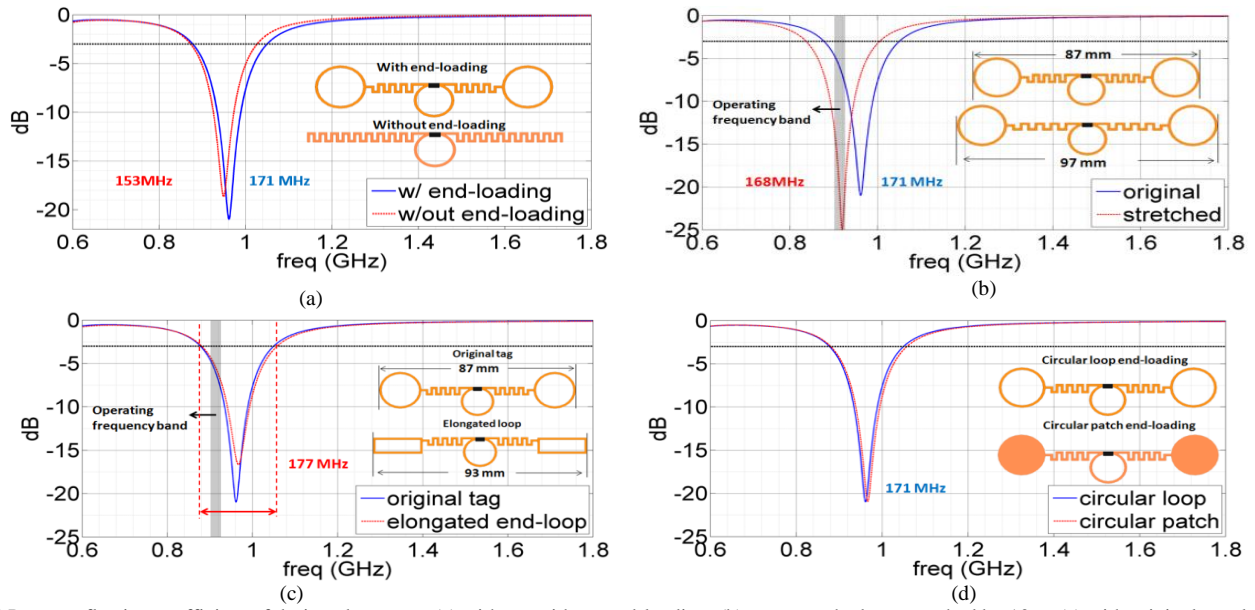 0
-5
-10
-15
-20
dB
With end-loading
Without end-loading
153MHz
171 MHz
w/ end-loading
w/out end-loading
0.6 0.8 1 1.2 1.4 1.6 1.8
freq (GHz)
(a)
0
-5
-10
-15
-20
-25
dB
87 mm
Operating
frequency band
97 mm
168MHz
171 MHz
original
stretched
0.6 0.8 1 1.2 1.4 1.6 1.8
freq (GHz)
(b)
0
-5
-10
-15
-20
-25
dB
Original tag
87 mm
Operating
frequency band
Elongated loop
93 mm
177 MHz
original tag
elongated end-loop
0.6 0.8 1 1.2 1.4 1.6 1.8
freq (GHz)
(c)
0
-5
-10
-15
-20
-25
dB
Circular loop end-loading
Circular patch end-loading
171 MHz
circular loop
circular patch
0.6 0.8 1 1.2 1.4 1.6 1.8
freq (GHz)
(d)